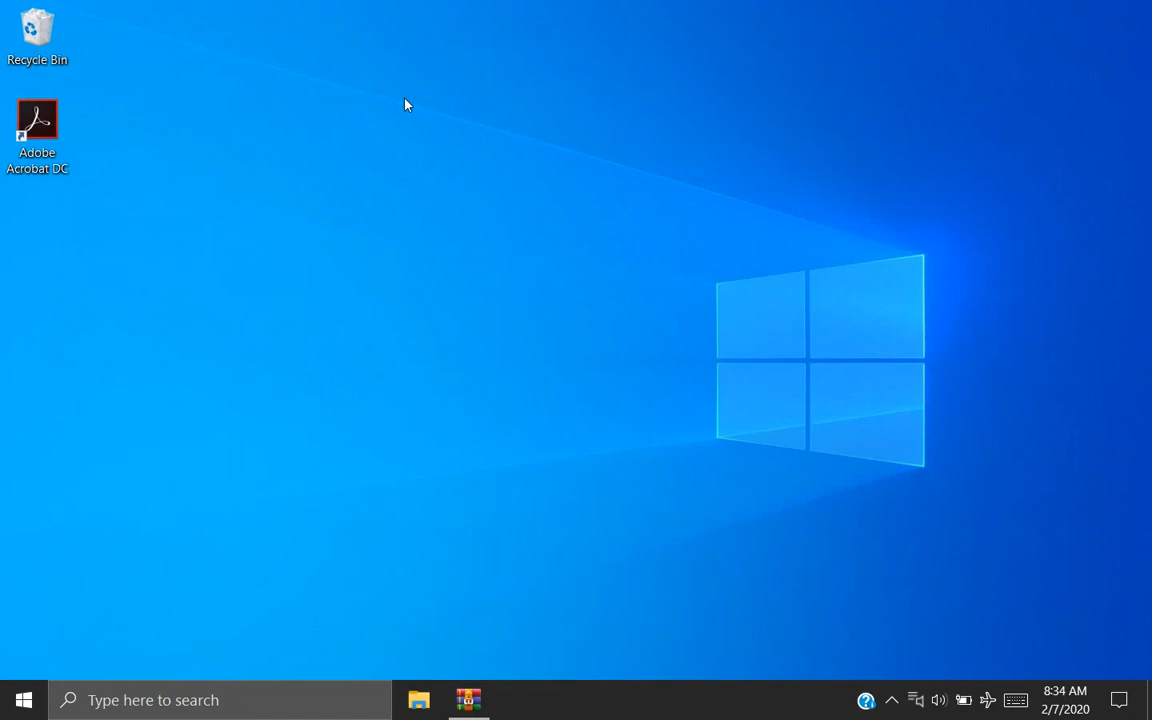 Recycle Bin
Adobe
Acrobat DC
Type here to search
8:34 AM
2/7/2020